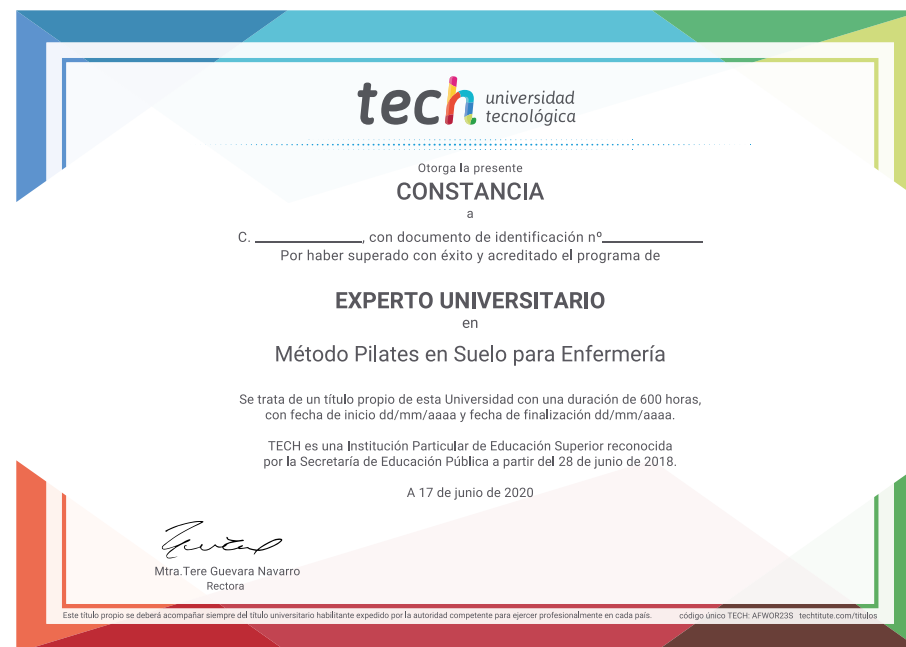 tech universidad
tecnológica
Otorga la presente
CONSTANCIA
a
C. ______________, con documento de identificación nº_____________
Por haber superado con éxito y acreditado el programa de
EXPERTO UNIVERSITARIO
en
Método Pilates en Suelo para Enfermería
Se trata de un título propio de esta Universidad con una duración de 600 horas,
con fecha de inicio dd/mm/aaaa y fecha de finalización dd/mm/aaaa.
TECH es una Institución Particular de Educación Superior reconocida
por la Secretaría de Educación Pública a partir del 28 de junio de 2018.
A 17 de junio de 2020
Mtra.Tere Guevara Navarro
Rectora
Este título propio se deberá acompañar siempre del título universitario habilitante expedido por la autoridad competente para ejercer profesionalmente en cada país. código único TECH: AFWOR23S techtitute.com/titulos